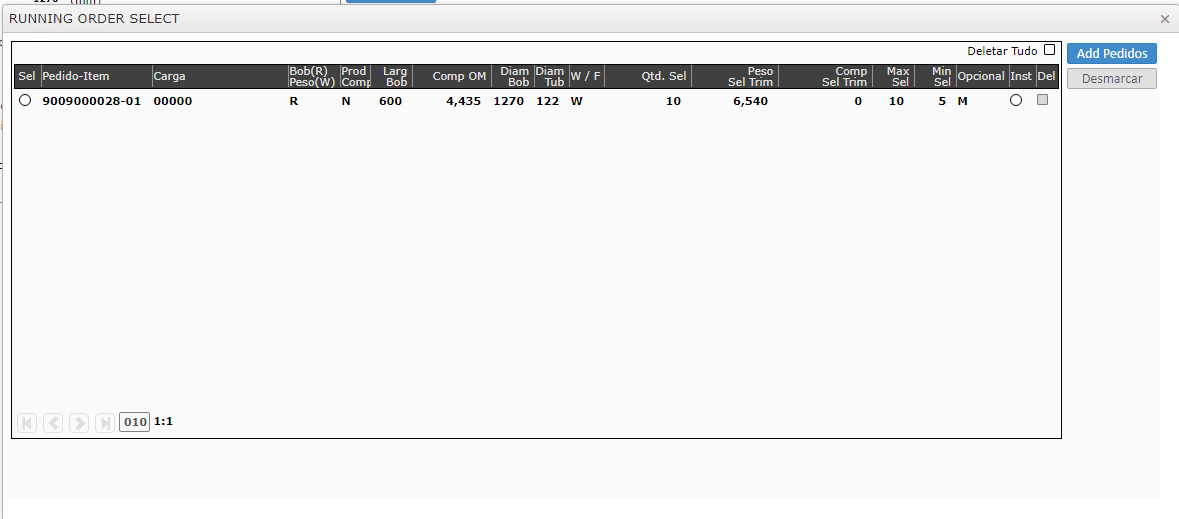 RUNNING ORDER SELECT
Deletar Tudo
Add Pedidos
Desmarcar
Sel Pedido-Item Carga Bob(R) Peso(W) Prod Comp Larg Bob Comp OM Diam Bob Diam Tub W / F Qtd. Sel Peso Sel Trim Comp Sel Trim Max Sel Min Sel Opcional Inst Del
9009000028-01 00000 R N 600 4,435 1270 122 W 10 6,540 0 10 5 M
010 1:1